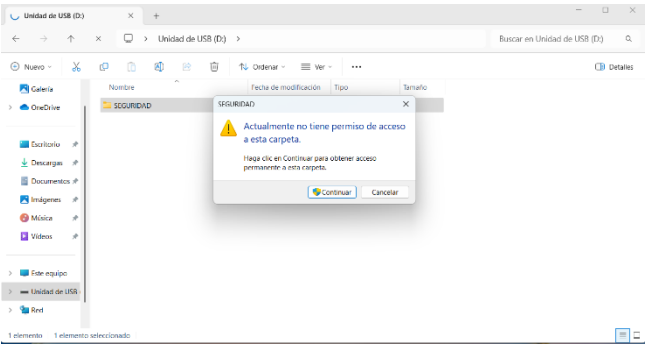 Unidad de USB (D:)
Unidad de USB (D:)
Buscar en Unidad de USB (D:)
Nuevo
Ordenar
Ver
Detalles
Galería
OneDrive
Escritorio
Descargas
Documentos
Imágenes
Música
Vídeos
Este equipo
Unidad de USB
Red
Nombre
Fecha de modificación
Tipo
Tamaño
SEGURIDAD
SEGURIDAD
Actualmente no tiene permiso de acceso
a esta carpeta.
Haga clic en Continuar para obtener acceso
permanente a esta carpeta.
Continuar
Cancelar
1 elemento
1 elemento seleccionado